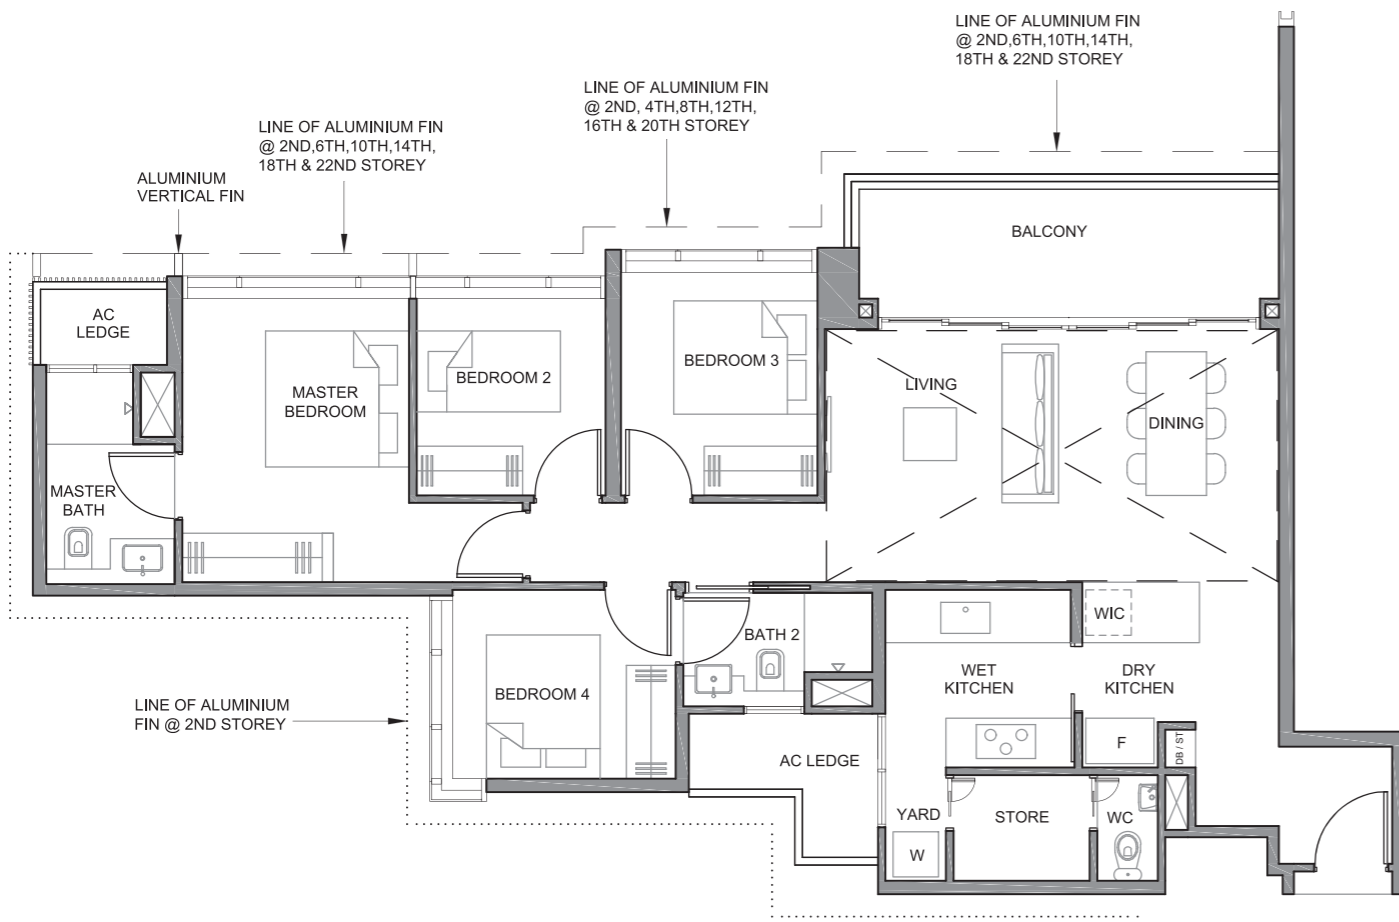 LINE OF ALUMINIUM FIN
@ 2ND,6TH,10TH,14TH,
18TH & 22ND STOREY
LINE OF ALUMINIUM FIN
@ 2ND, 4TH,8TH,12TH,
16TH & 20TH STOREY
LINE OF ALUMINIUM FIN
@ 2ND,6TH,10TH,14TH,
18TH & 22ND STOREY
ALUMINIUM
VERTICAL FIN
BALCONY
AC
LEDGE
MASTER
BEDROOM
BEDROOM 2
BEDROOM 3
LIVING
DINING
MASTER
BATH
WIC
BATH 2
WET
KITCHEN
DRY
KITCHEN
BEDROOM 4
LINE OF ALUMINIUM
FIN @ 2ND STOREY
F
DB / ST
AC LEDGE
YARD
STORE
WC
W